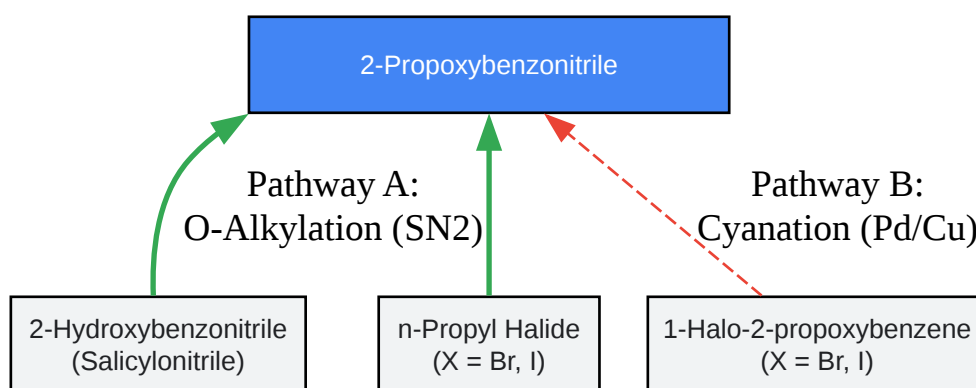 2-Propoxybenzonitrile
Pathway A:
O-Alkylation (SN2)
Pathway B:
Cyanation (Pd/Cu)
2-Hydroxybenzonitrile
(Salicylonitrile)
n-Propyl Halide
(X = Br, I)
1-Halo-2-propoxybenzene
(X = Br, I)